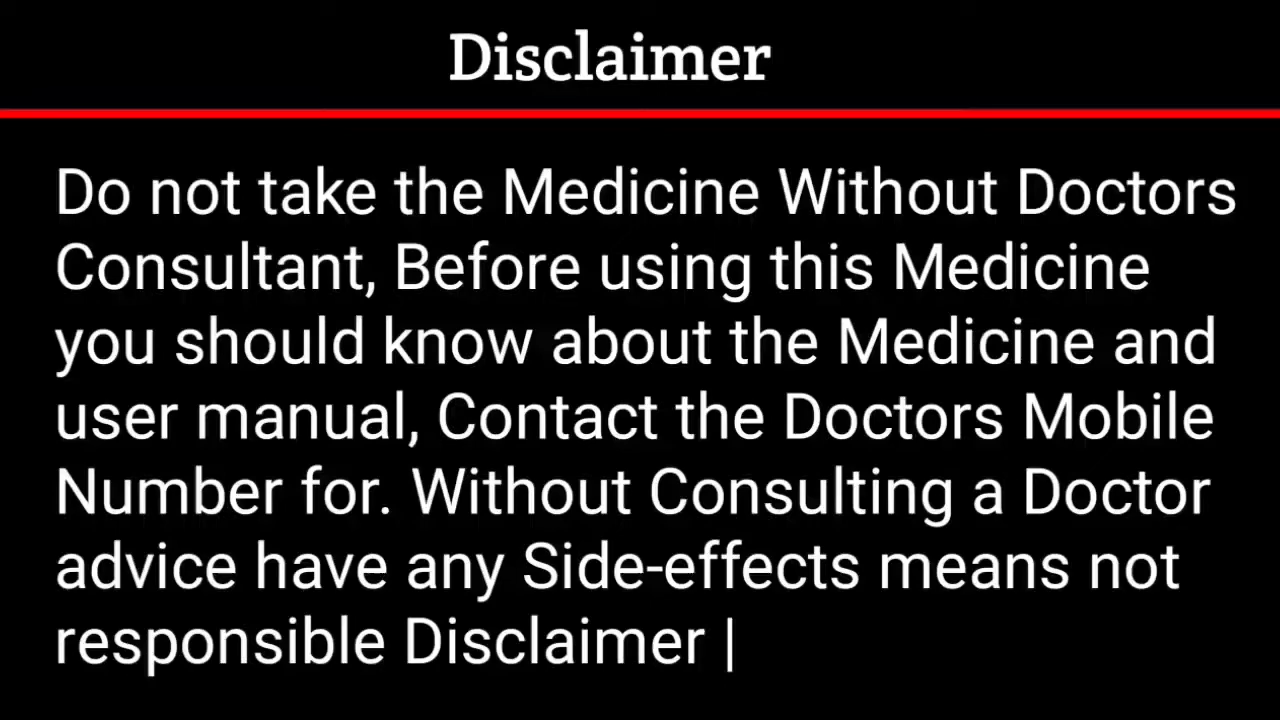 Disclaimer
Do not take the Medicine Without Doctors
Consultant, Before using this Medicine
you should know about the Medicine and
user manual, Contact the Doctors Mobile
Number for. Without Consulting a Doctor
advice have any Side-effects means not
responsible Disclaimer |